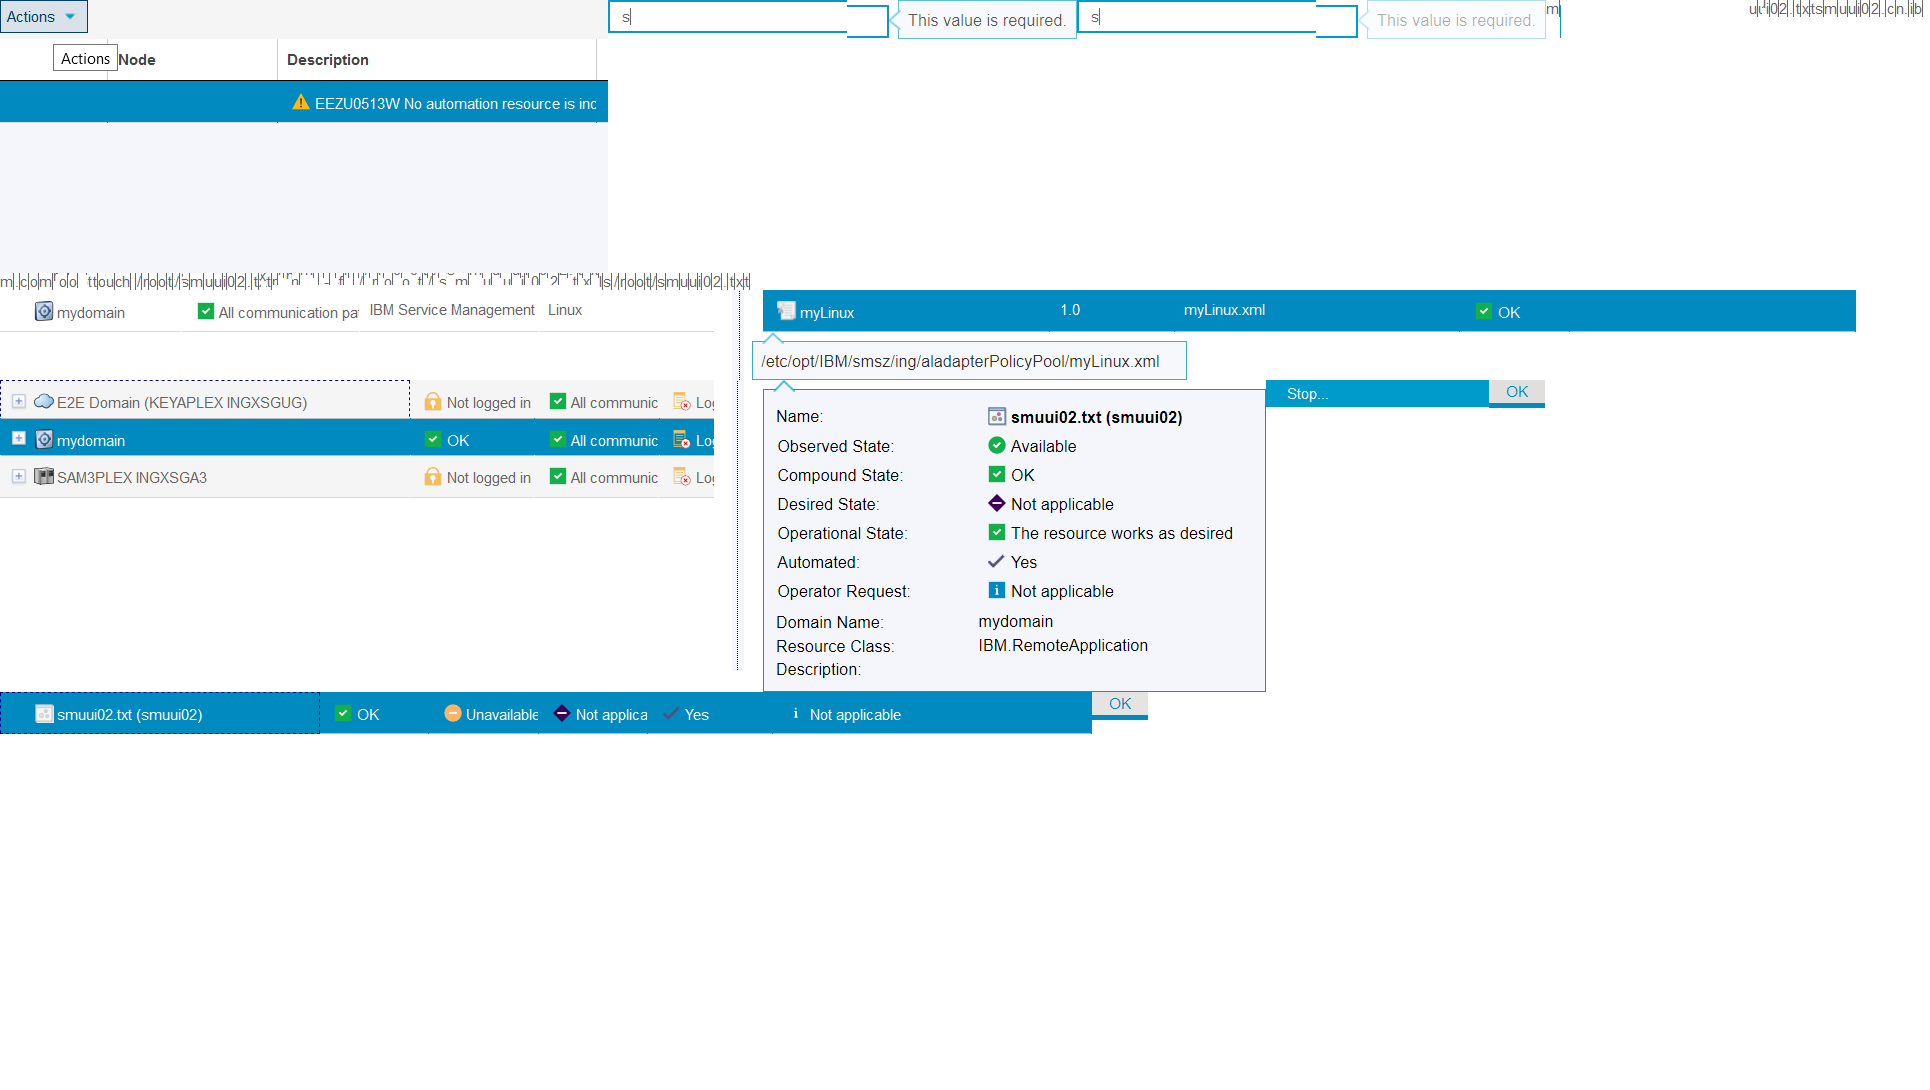 Actions
s
This value is required.
s
This value is required.
Actions
Node
Description
EEZU0513W No automation resource is inc
mydomain
All communication pa
IBM Service Management
Linux
myLinux
1.0
myLinux.xml
OK
/etc/opt/IBM/smsz/ing/aladapterPolicyPool/myLinux.xml
E2E Domain (KEYAPLEX INGXSGUG)
Not logged in
All communic
Log
mydomain
OK
All communic
Lo
SAM3PLEX INGXSGA3
Not logged in
All communic
Log
Name:
smuui02.txt (smuui02)
Observed State:
Available
Compound State:
OK
Desired State:
Not applicable
Operational State:
The resource works as desired
Automated:
Yes
Operator Request:
Not applicable
Domain Name:
mydomain
Resource Class:
IBM.RemoteApplication
Description:
Stop...
OK
smuui02.txt (smuui02)
OK
Unavailable
Not applica
Yes
Not applicable
OK